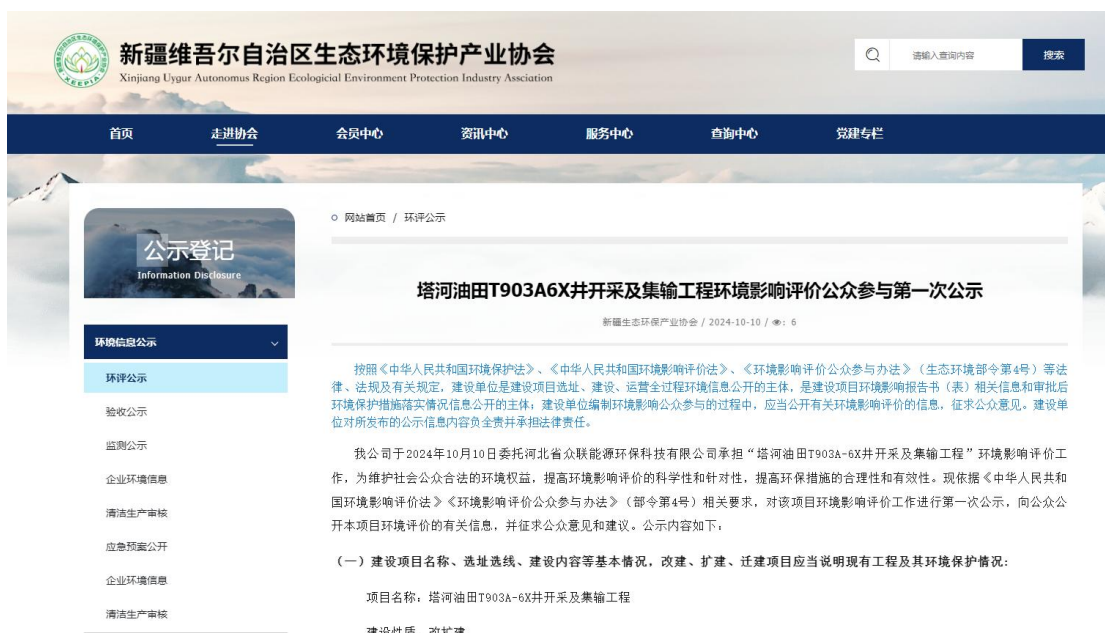 新疆维吾尔自治区生态环境保护产业协会
Xinjiang Uygur Autonomus Region Ecologicial Environment Protection Industry Assciation
XEEPIA
请输入查询内容
搜索
首页
走进协会
会员中心
资讯中心
服务中心
查询中心
党建专栏
公示登记
Information Disclosure
网站首页 / 环评公示
塔河油田T903A6X井开采及集输工程环境影响评价公众参与第一次公示
新疆生态环保产业协会 / 2024-10-10 / : 6
环境信息公示
环评公示
验收公示
监测公示
企业环境信息
清洁生产审核
应急预案公开
企业环境信息
清洁生产审核
按照《中华人民共和国环境保护法》、《中华人民共和国环境影响评价法》、《环境影响评价公众参与办法》（生态环境部令第4号）等法
律、法规及有关规定，建设单位是建设项目选址、建设、运营全过程环境信息公开的主体，是建设项目环境影响报告书（表）相关信息和审批后
环境保护措施落实情况信息公开的主体；建设单位编制环境影响公众参与的过程中，应当公开有关环境影响评价的信息，征求公众意见。建设单
位对所发布的公示信息内容负全责并承担法律责任。
我公司于2024年10月10日委托河北省众联能源环保科技有限公司承担“塔河油田T903A-6X井开采及集输工程”环境影响评价工
作，为维护社会公众合法的环境权益，提高环境影响评价的科学性和针对性，提高环保措施的合理性和有效性。现依据《中华人民共和
国环境影响评价法》《环境影响评价公众参与办法》（部令第4号）相关要求，对该项目环境影响评价工作进行第一次公示，向公众公
开本项目环境评价的有关信息，并征求公众意见和建议。公示内容如下：
（一）建设项目名称、选址选线、建设内容等基本情况，改建、扩建、迁建项目应当说明现有工程及其环境保护情况：
项目名称：塔河油田T903A-6X井开采及集输工程
建设性质 改扩建